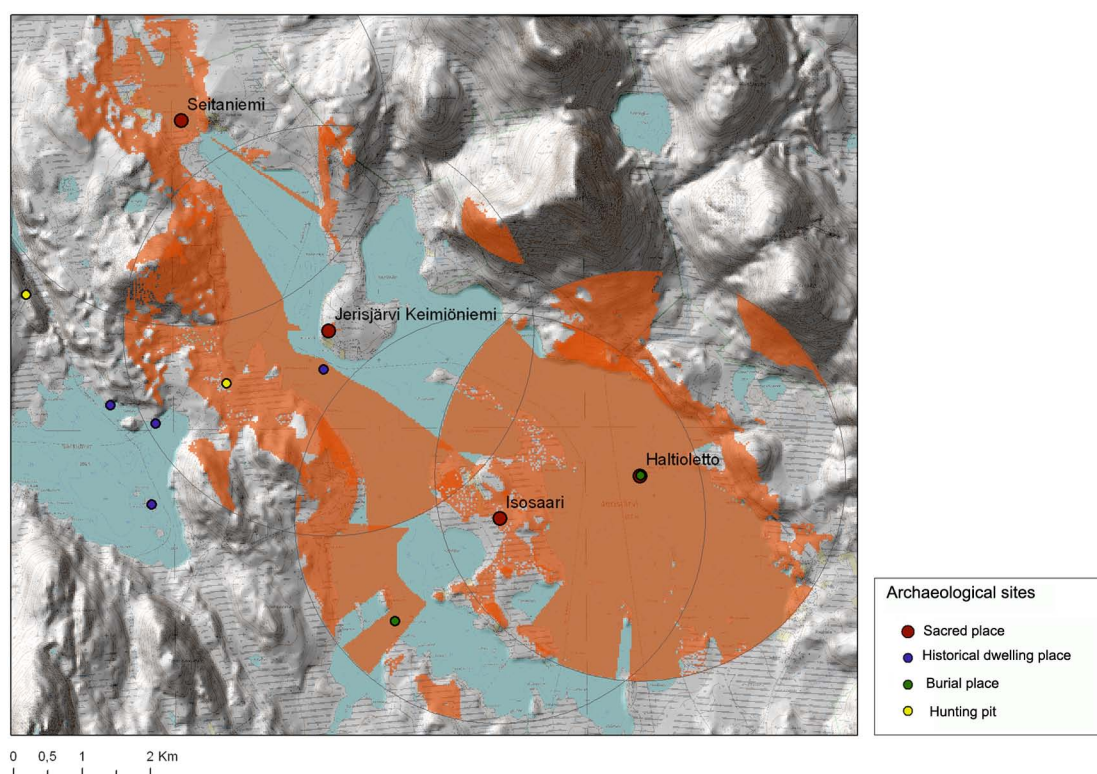 Seitaniemi
Jerisjärvi Keimiöniemi
Haltioletto
Isosaari
Archaeological sites
Sacred place
Historical dwelling place
Burial place
Hunting pit
0 0,5 1 2 Km